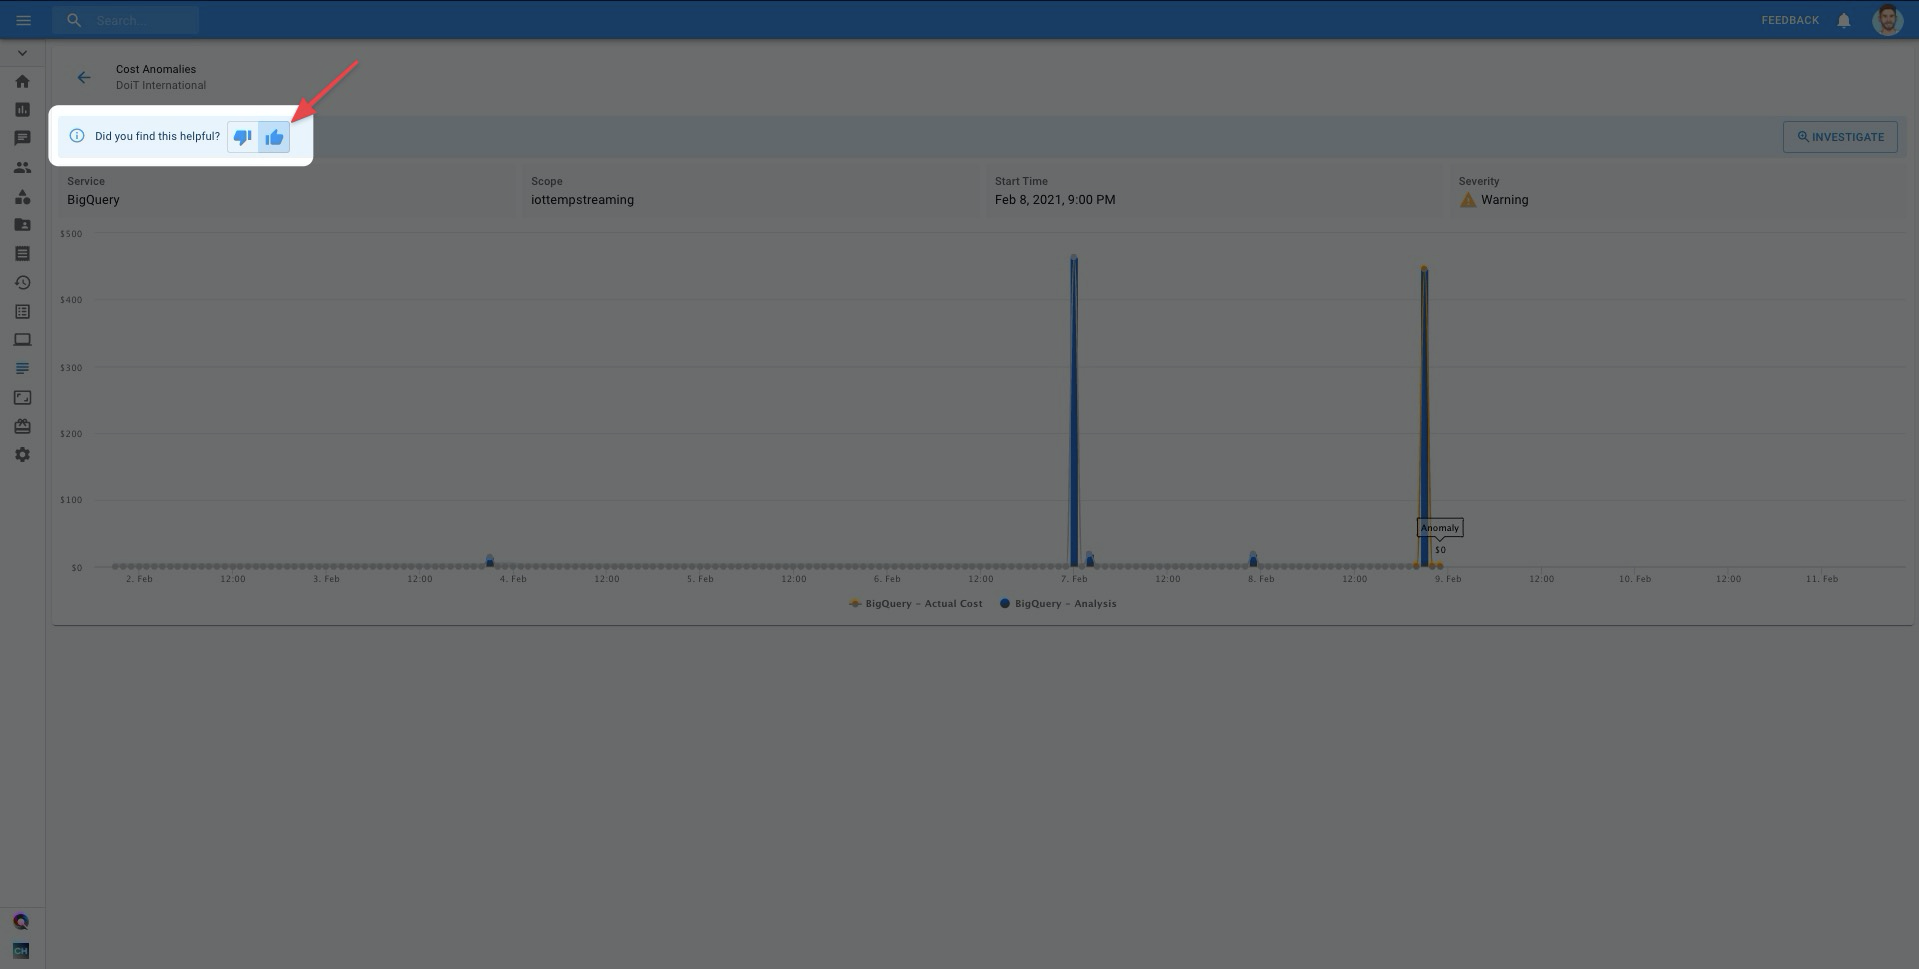 Search...
FEEDBACK
Cost Anomalies
DoiT International
Did you find this helpful?
INVESTIGATE
Service
BigQuery
Scope
iottempstreaming
Start Time
Feb 8, 2021, 9:00 PM
Severity
Warning
$500
$400
$300
$200
$100
$0
Anomaly
$0
2. Feb
12:00
3. Feb
12:00
4. Feb
12:00
5. Feb
12:00
6. Feb
12:00
7. Feb
12:00
8. Feb
12:00
9. Feb
12:00
10. Feb
12:00
11. Feb
BigQuery - Actual Cost
BigQuery - Analysis
CH